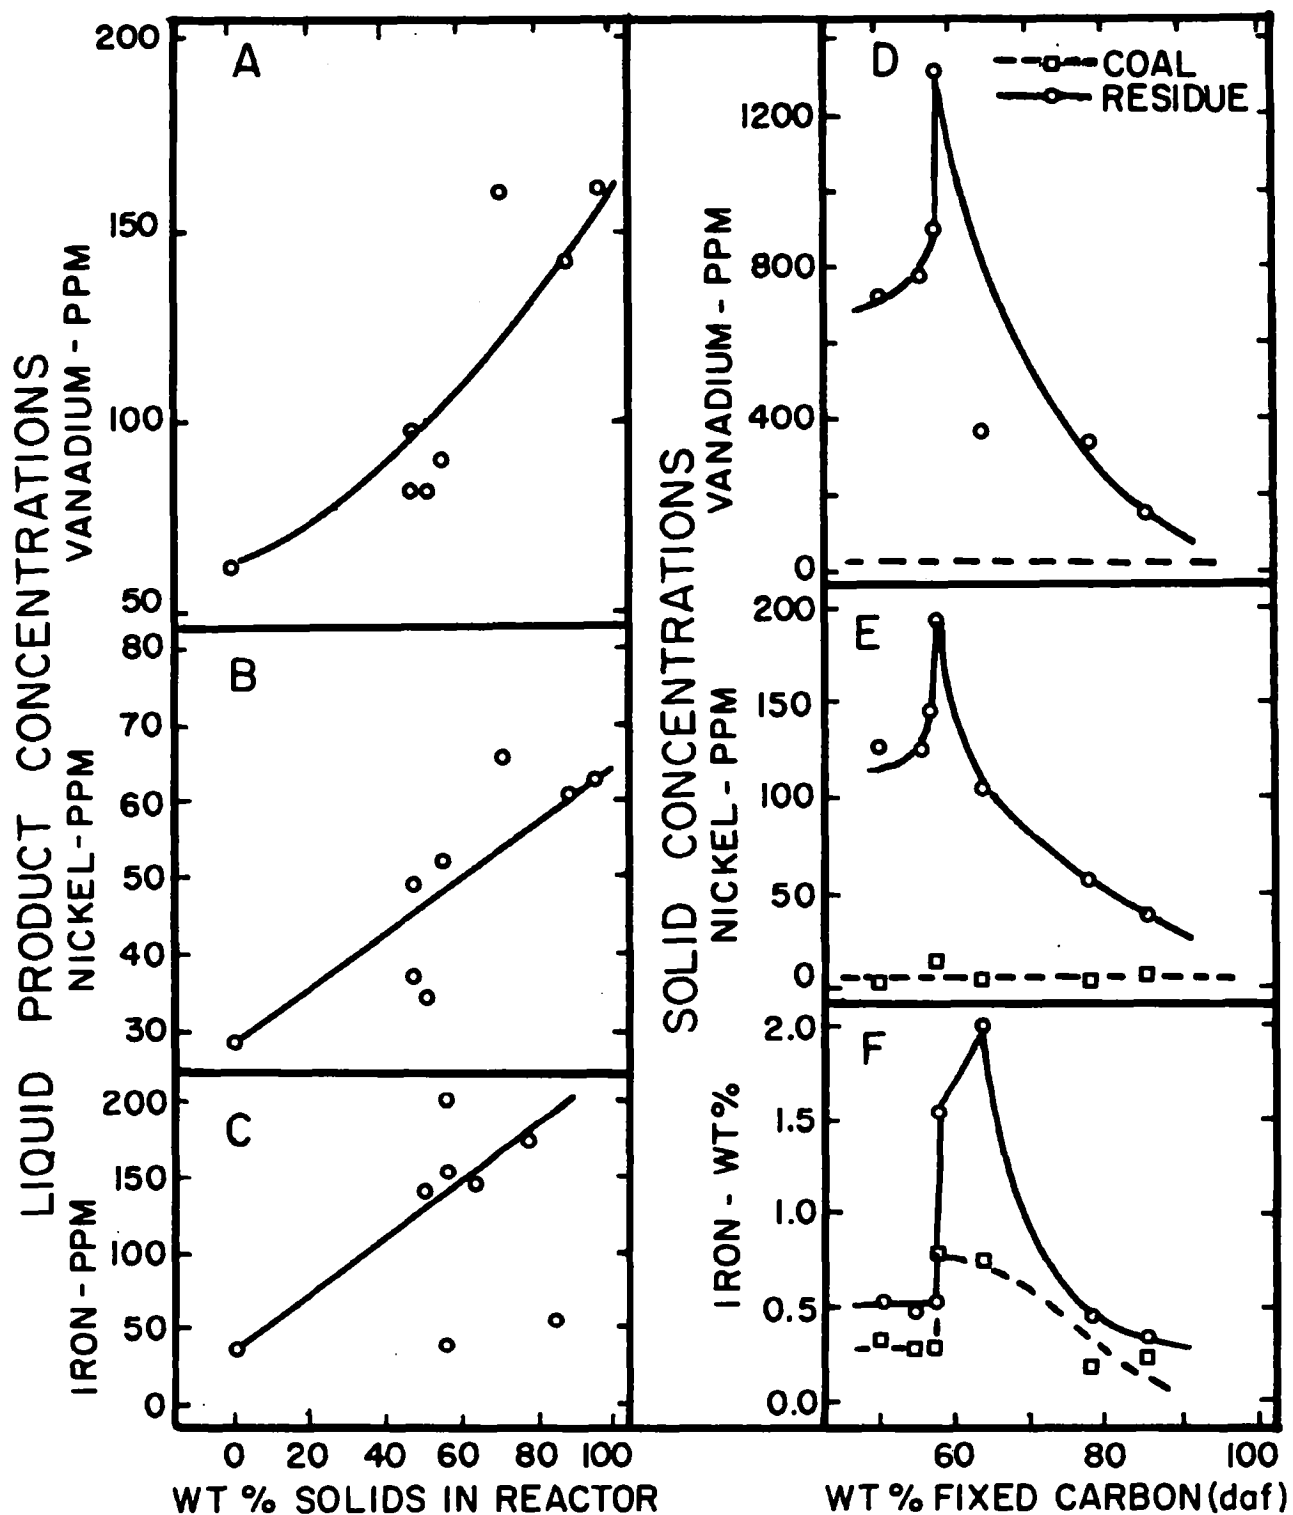 LIQUID PRODUCT CONCENTRATIONS
VANADIUM - PPM
200
150
100
50
A
NICKEL-PPM
80
70
60
50
40
30
B
IRON-PPM
200
150
100
50
0
C
0 20 40 60 80 100
WT % SOLIDS IN REACTOR
SOLID CONCENTRATIONS
VANADIUM - PPM
1200
800
400
0
D
COAL
RESIDUE
NICKEL-PPM
200
150
100
50
0
E
IRON - WT%
2.0
1.5
1.0
0.5
0.0
F
60 80 100
WT % FIXED CARBON (daf)